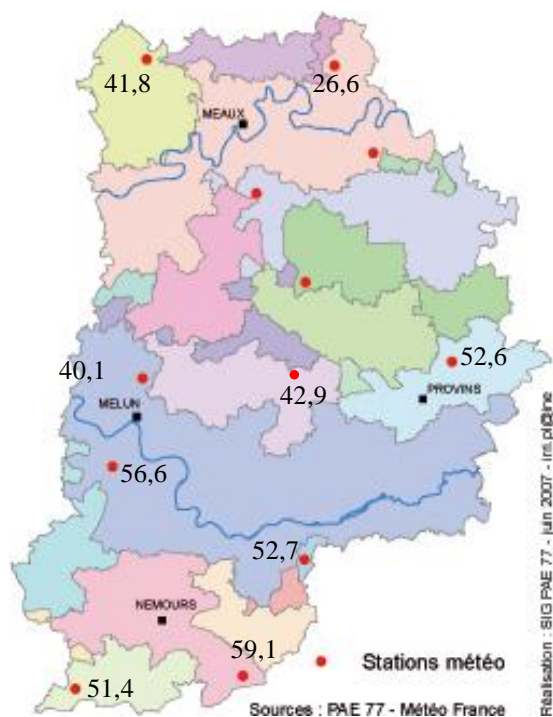 41,8
26,6
MEAUX
40,1
42,9
52,6
PROVINS
MELUN
56,6
52,7
NEMOURS
59,1
51,4
Stations météo
Sources : PAE 77 - Météo France
Réalisation : SIG PAE 77 - juin 2007 -